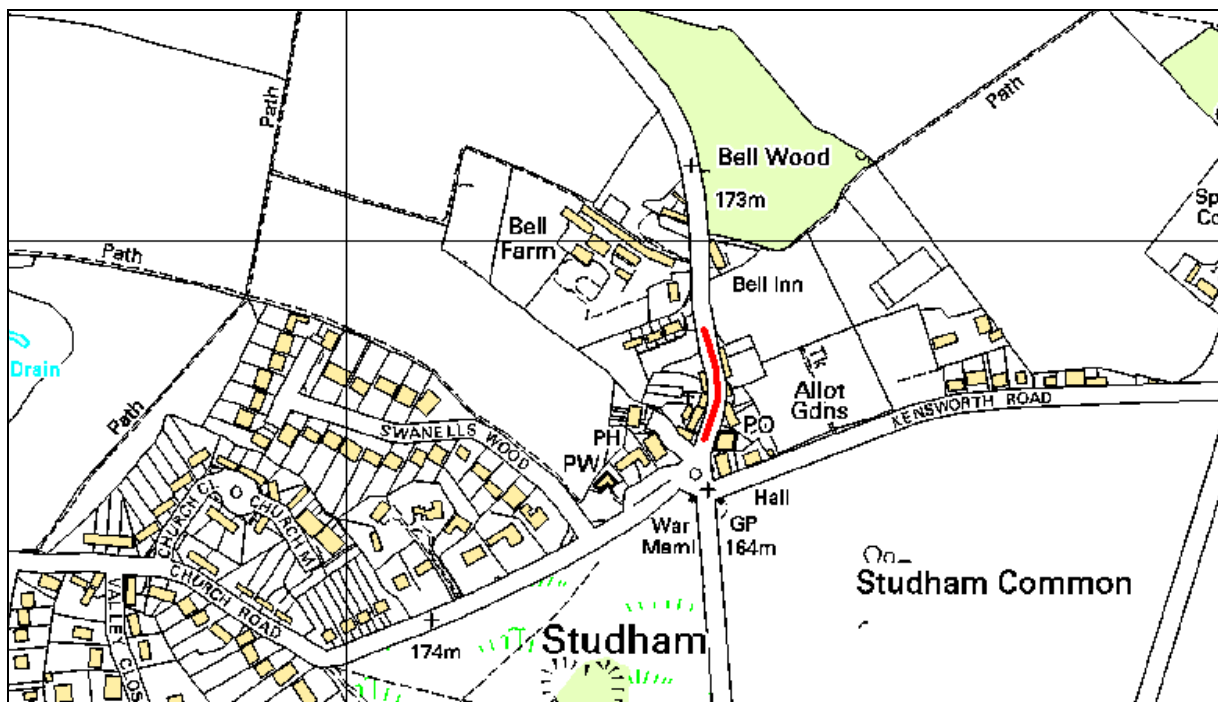 Path
Path
Bell Wood
173m
Bell
Farm
Sp
Co
Path
Bell Inn
Drain
Tk
Allot
Gdns
KENSWORTH ROAD
Path
SWANELLS WOOD
PH
PO
PW
Hall
CHURCH CL
CHURCH M
War
Meml
GP
164m
Studham Common
CHURCH ROAD
VALLEY CLOS
Studham
174m